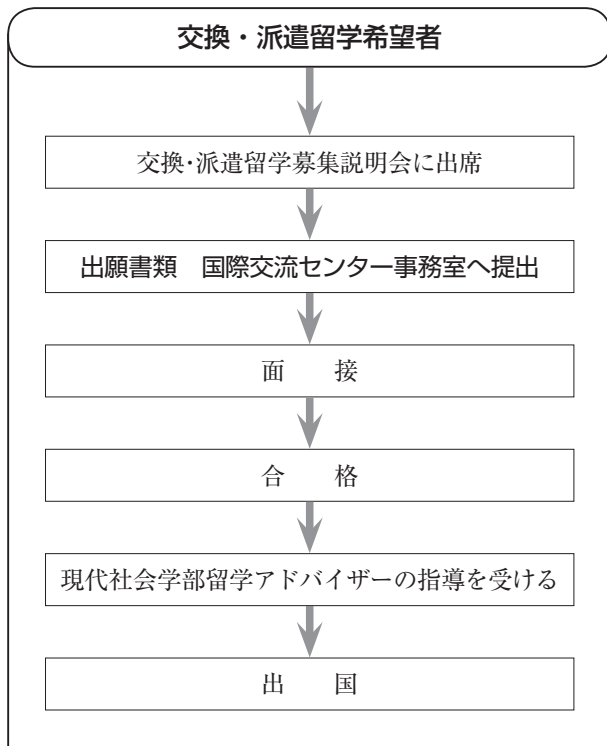 交換・派遣留学希望者
交換・派遣留学募集説明会に出席
出願書類　国際交流センター事務室へ提出
面　　接
合　　格
現代社会学部留学アドバイザーの指導を受ける
出　　国